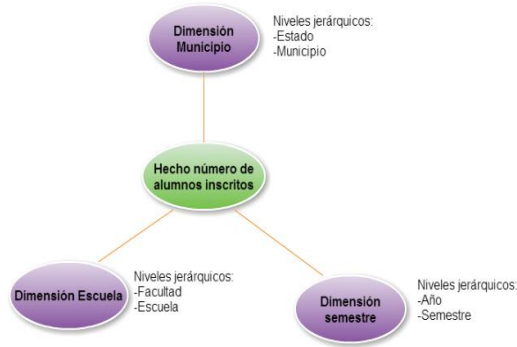 Dimensión
Municipio
Niveles jerárquicos:
-Estado
-Municipio
Hecho número de
alumnos inscritos
Dimensión Escuela
Niveles jerárquicos:
-Facultad
-Escuela
Dimensión
semestre
Niveles jerárquicos:
-Año
-Semestre